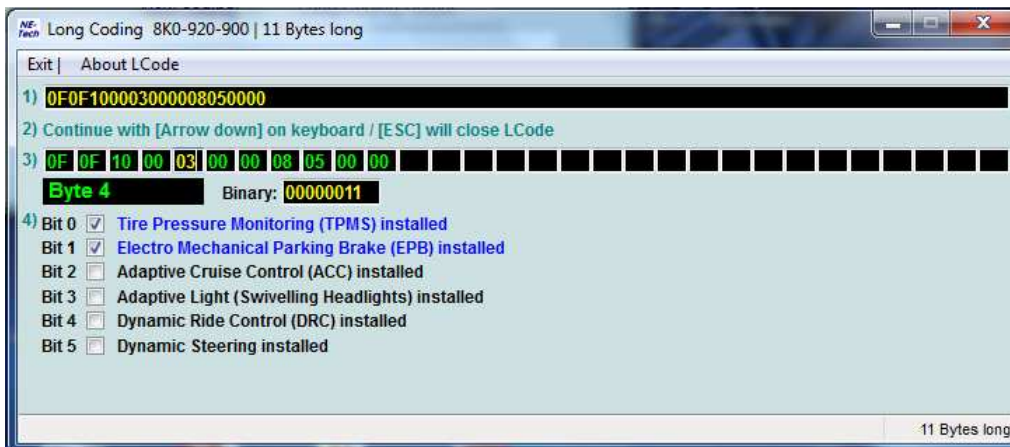 NE-Tech Long Coding 8K0-920-900 | 11 Bytes long
Exit | About LCode
1) 0F0F100003000008050000
2) Continue with [Arrow down] on keyboard / [ESC] will close LCode
3) 0F 0F 10 00 03 00 00 08 05 00 00
Byte 4 Binary: 00000011
4) Bit 0 Tire Pressure Monitoring (TPMS) installed
Bit 1 Electro Mechanical Parking Brake (EPB) installed
Bit 2 Adaptive Cruise Control (ACC) installed
Bit 3 Adaptive Light (Swivelling Headlights) installed
Bit 4 Dynamic Ride Control (DRC) installed
Bit 5 Dynamic Steering installed
11 Bytes long